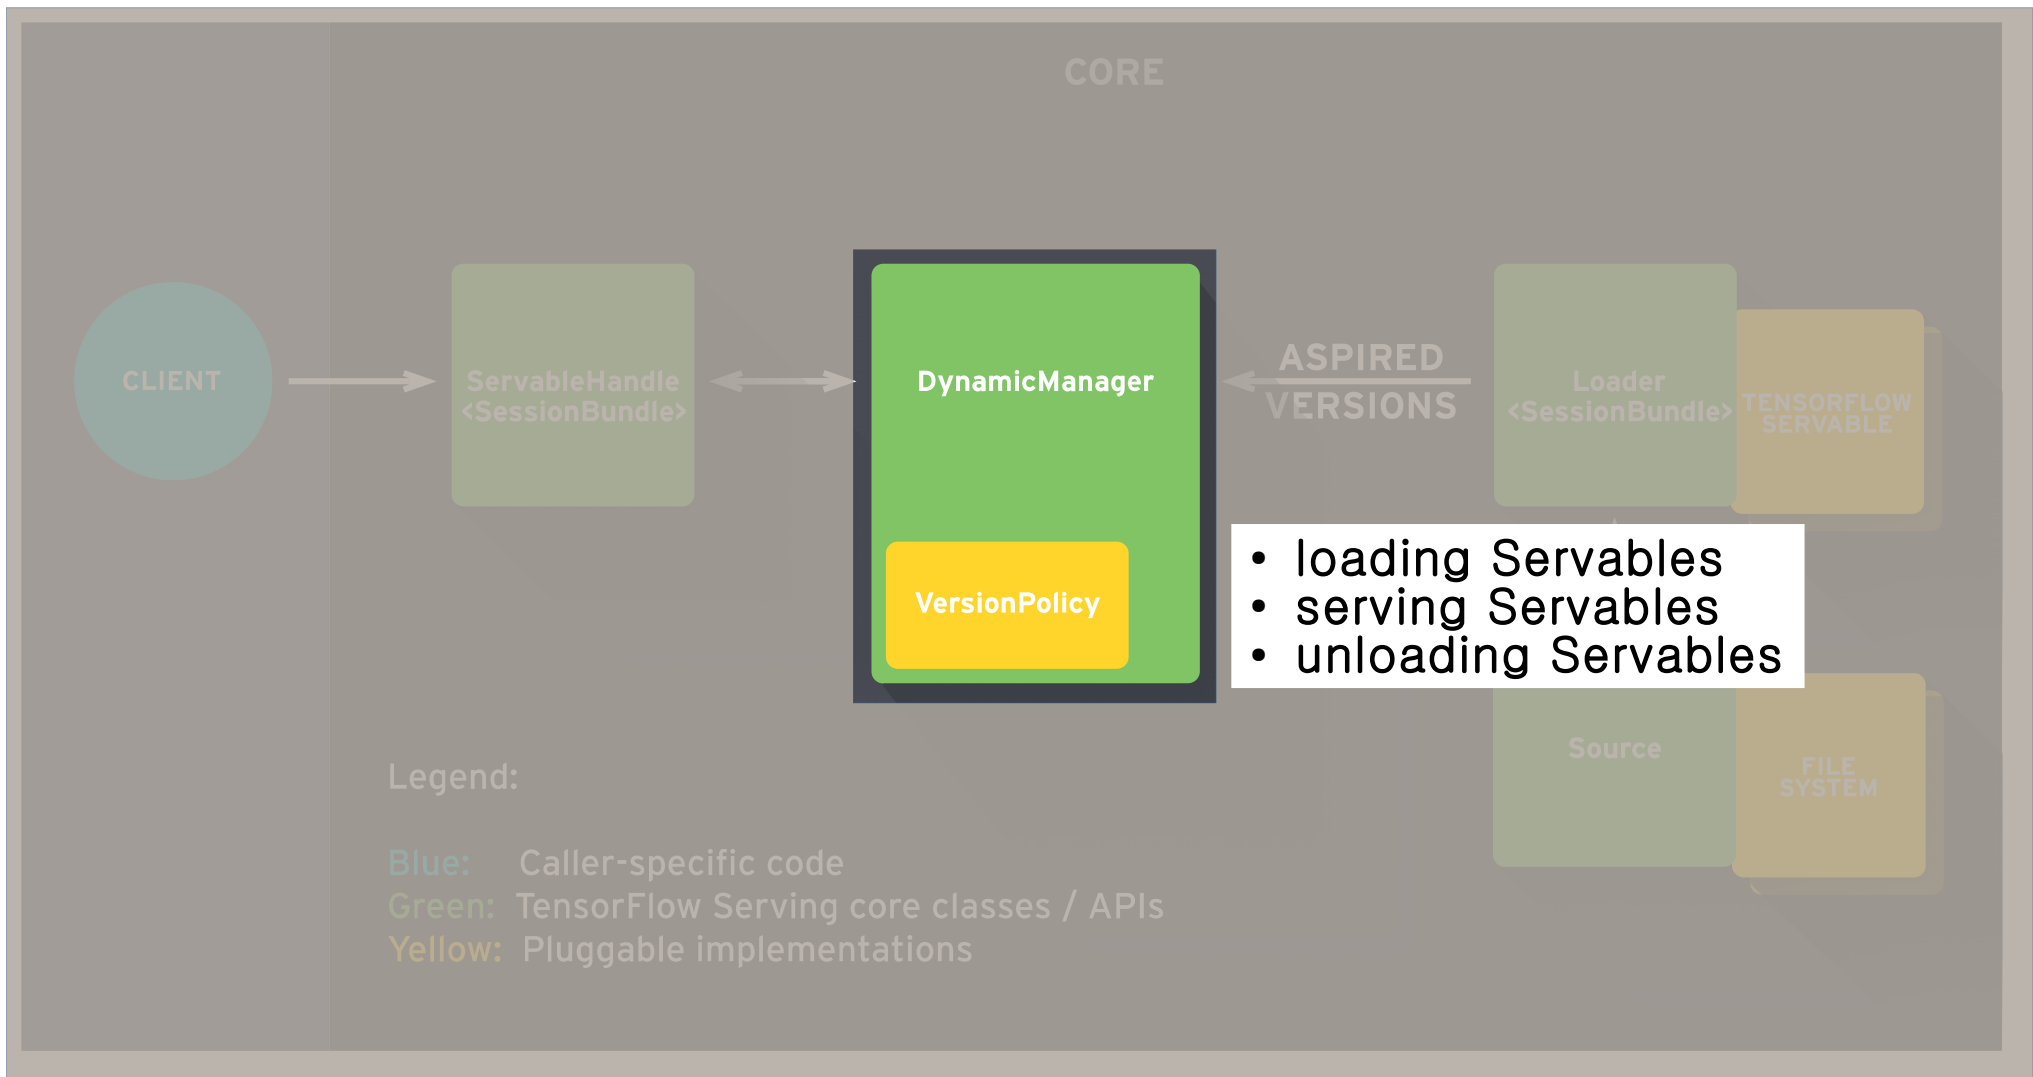 CORE
CLIENT
ServableHandle
<SessionBundle>
DynamicManager
VersionPolicy
ASPIRED
VERSIONS
Loader
<SessionBundle>
TENSORFLOW
SERVABLE
• loading Servables
• serving Servables
• unloading Servables
Source
FILE
SYSTEM
Legend:
Blue: Caller-specific code
Green: TensorFlow Serving core classes / APIs
Yellow: Pluggable implementations